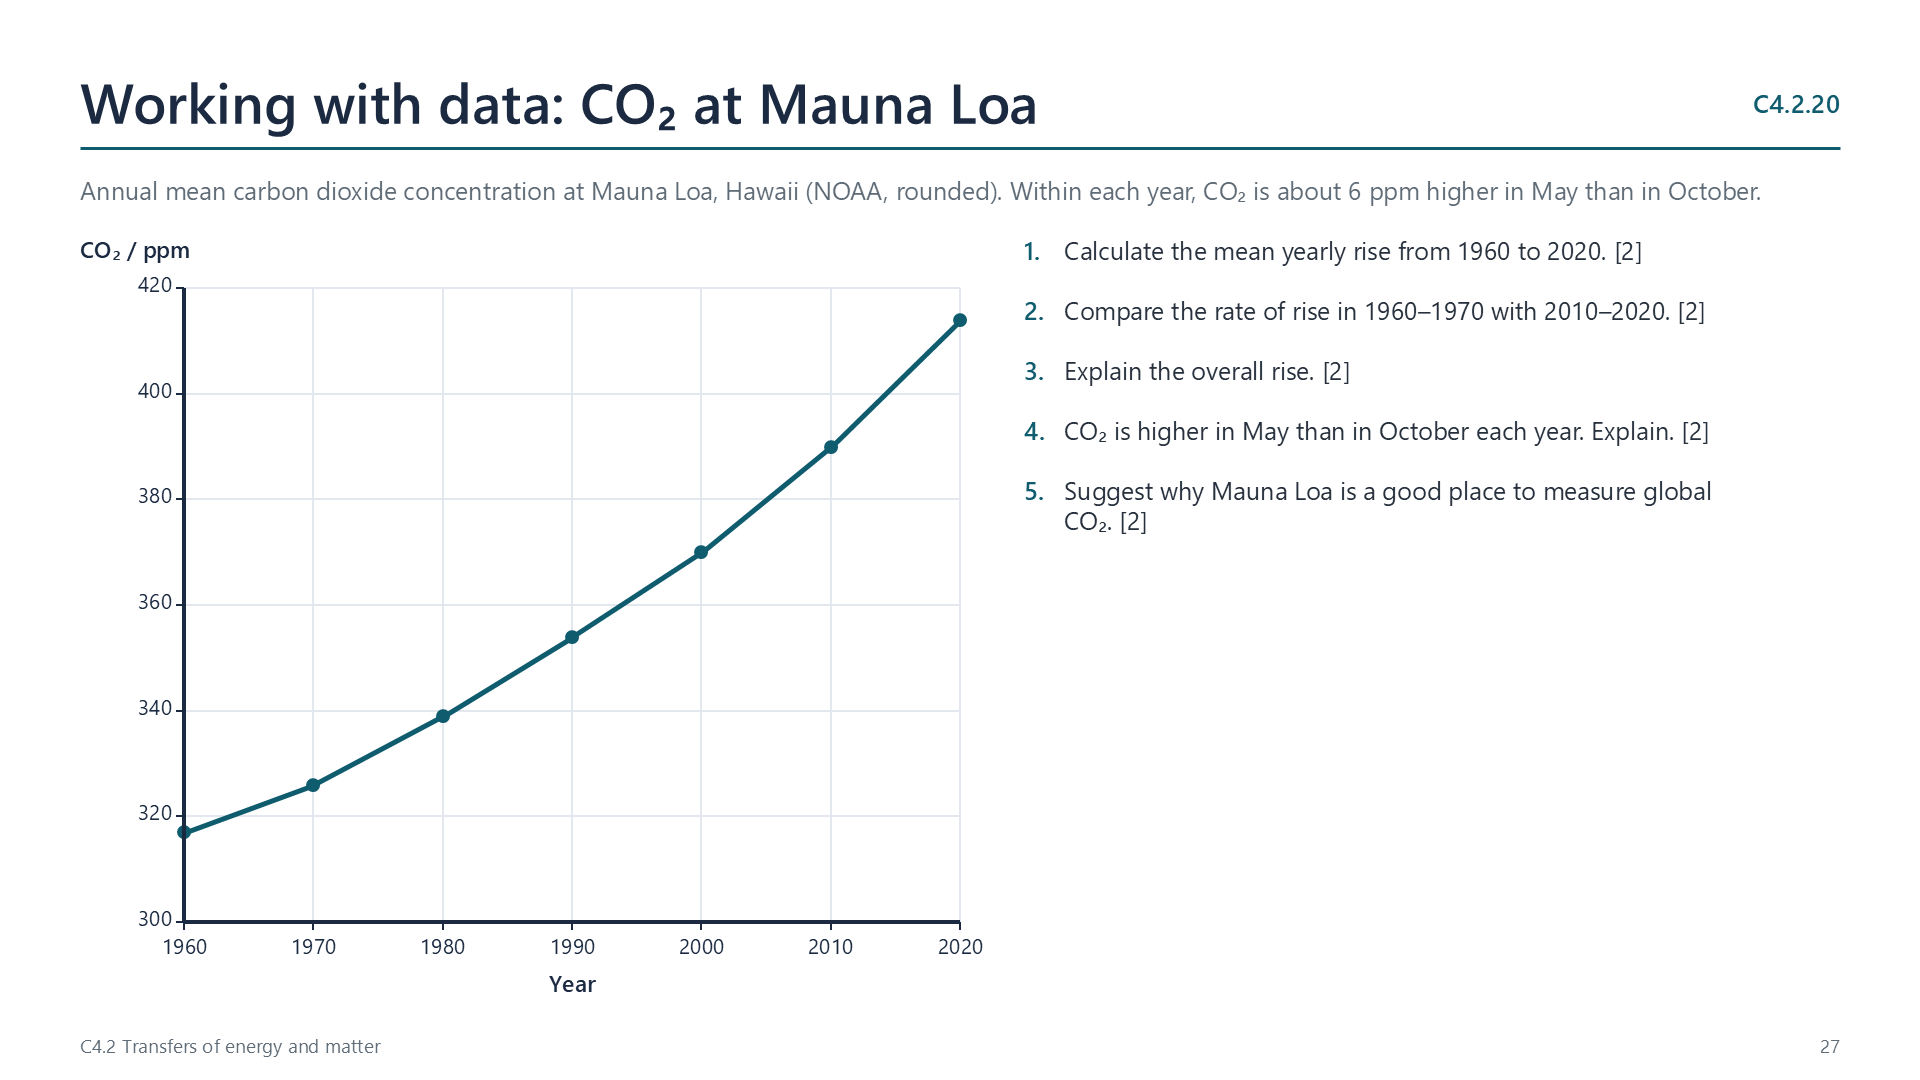 Working with data: CO₂ at Mauna Loa
C4.2.20
Annual mean carbon dioxide concentration at Mauna Loa, Hawaii (NOAA, rounded). Within each year, CO₂ is about 6 ppm higher in May than in October.
CO₂ / ppm
420
400
380
360
340
320
300
1960 1970 1980 1990 2000 2010 2020
Year
1. Calculate the mean yearly rise from 1960 to 2020. [2]
2. Compare the rate of rise in 1960–1970 with 2010–2020. [2]
3. Explain the overall rise. [2]
4. CO₂ is higher in May than in October each year. Explain. [2]
5. Suggest why Mauna Loa is a good place to measure global
CO₂. [2]
C4.2 Transfers of energy and matter
27